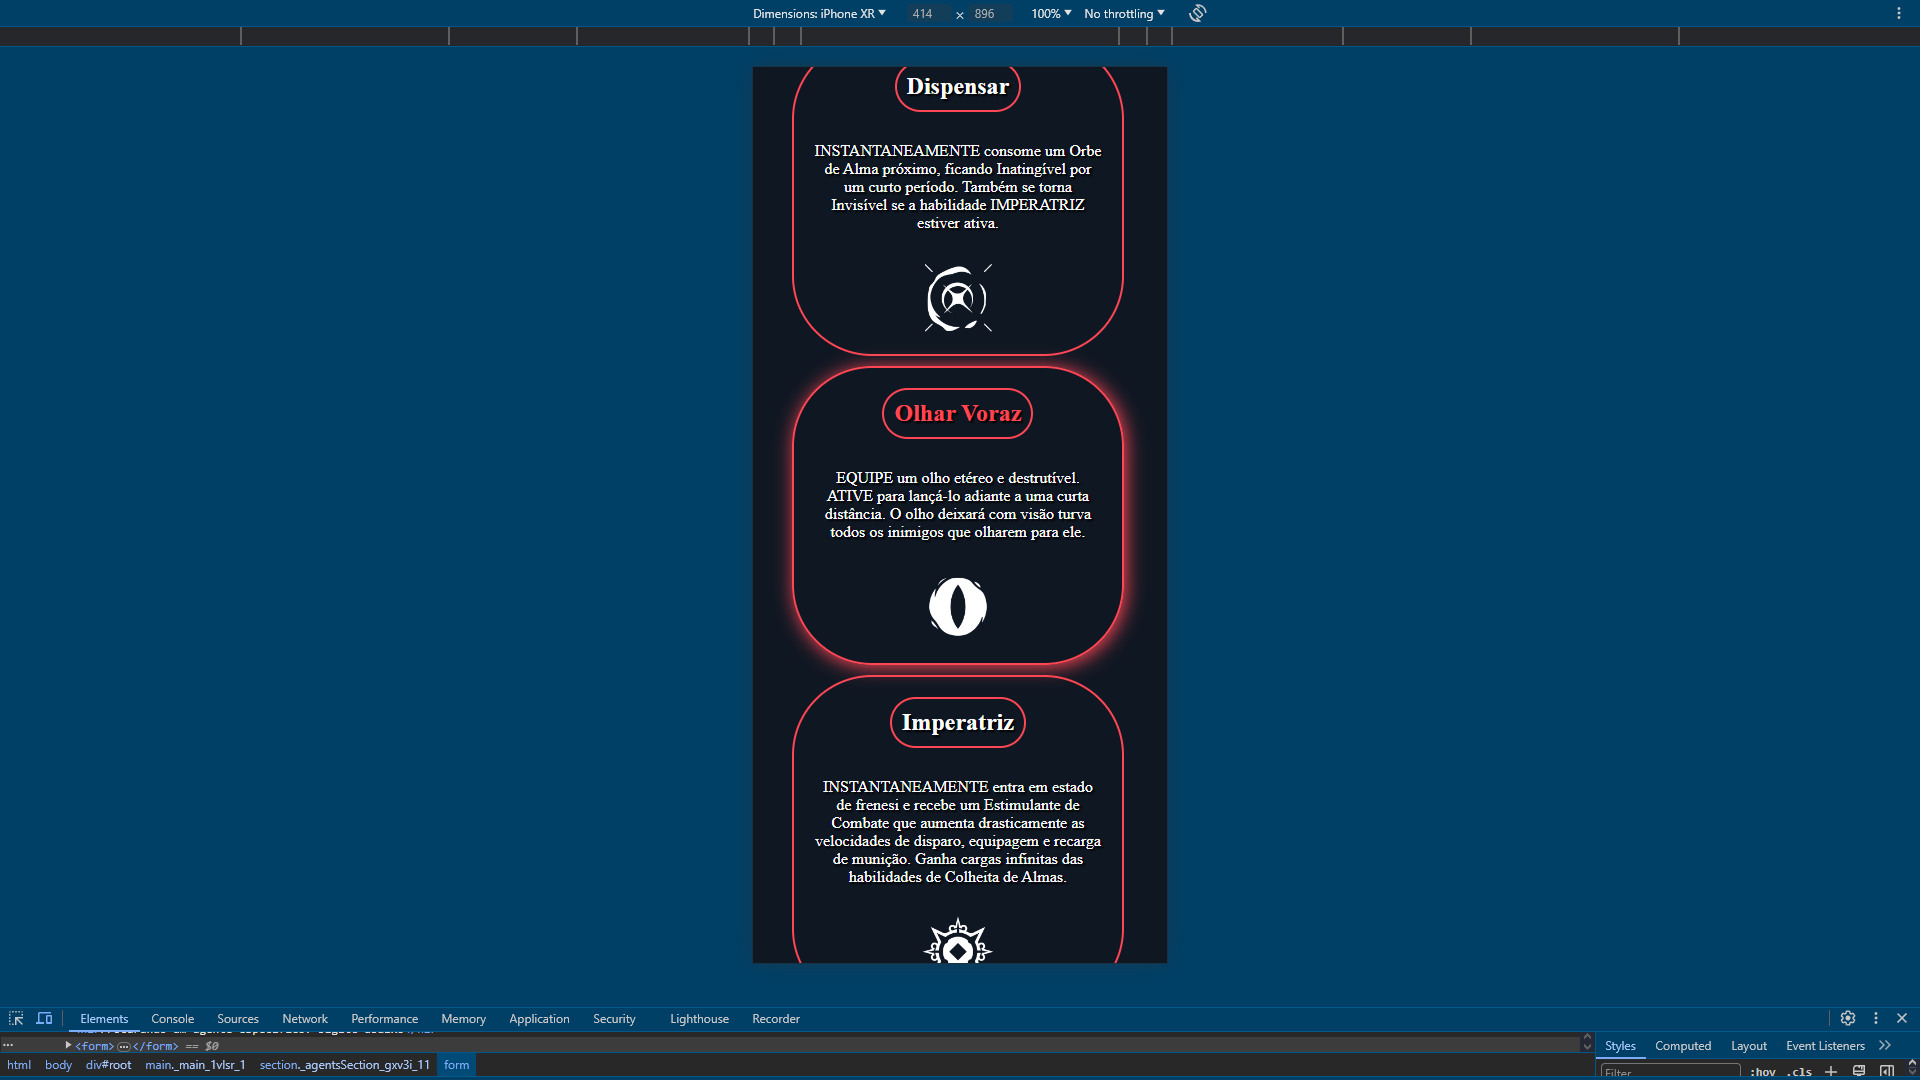 Dimensions: iPhone XR 414 × 896 100% No throttling
Dispensar
INSTANTANEAMENTE consome um Orbe
de Alma próximo, ficando Inatingível por
um curto período. Também se torna
Invisível se a habilidade IMPERATRIZ
estiver ativa.
Olhar Voraz
EQUIPE um olho etéreo e destrutível.
ATIVE para lançá-lo adiante a uma curta
distância. O olho deixará com visão turva
todos os inimigos que olharem para ele.
Imperatriz
INSTANTANEAMENTE entra em estado
de frenesi e recebe um Estimulante de
Combate que aumenta drasticamente as
velocidades de disparo, equipagem e recarga
de munição. Ganha cargas infinitas das
habilidades de Colheita de Almas.
Elements Console Sources Network Performance Memory Application Security Lighthouse Recorder
<form> … </form> == $0
html body div#root main._main_1vlsr_1 section._agentsSection_gxv3i_11 form
Styles Computed Layout Event Listeners
Filter :hov .cls